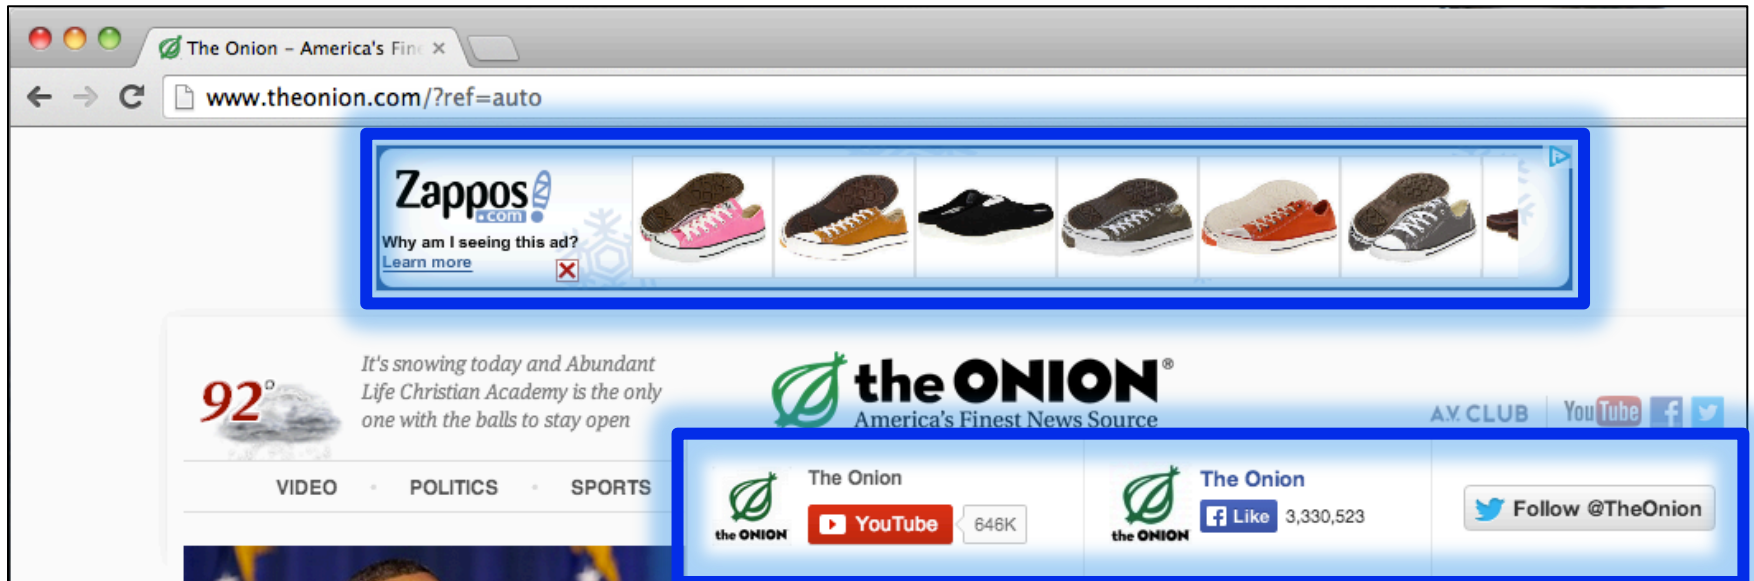 The Onion – America's Fin
www.theonion.com/?ref=auto
Zappos
.com
Why am I seeing this ad?
Learn more
92°
It's snowing today and Abundant
Life Christian Academy is the only
one with the balls to stay open
the ONION®
America's Finest News Source
A.V. CLUB
YouTube
VIDEO • POLITICS • SPORTS
the ONION
The Onion
YouTube
646K
the ONION
The Onion
Like
3,330,523
Follow @TheOnion